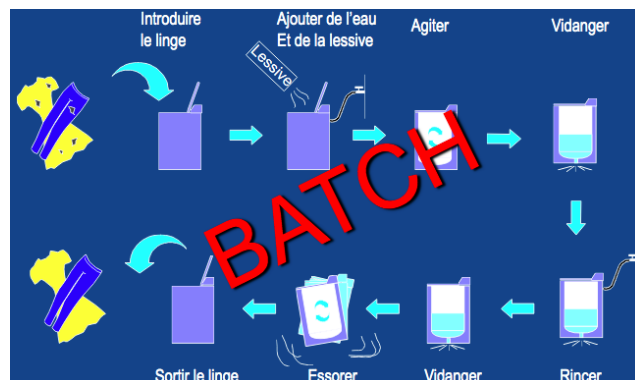 Introduire
le linge
Ajouter de l'eau
Et de la lessive
Agiter
Vidanger
Lessive
BATCH
Sortir le linge
Essorer
Vidanger
Rincer